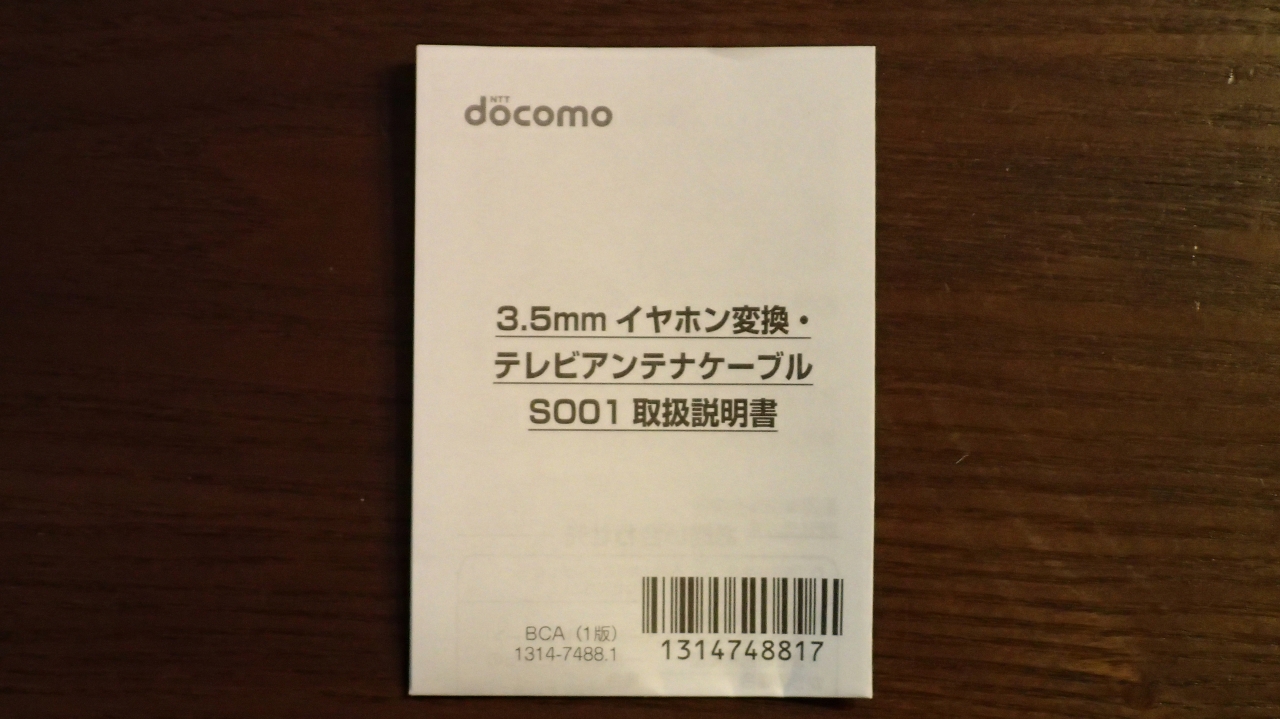 NTT
docomo
3.5mm イヤホン変換・
テレビアンテナケーブル
SO01 取扱説明書
BCA（1版）
1314-7488.1
1314748817